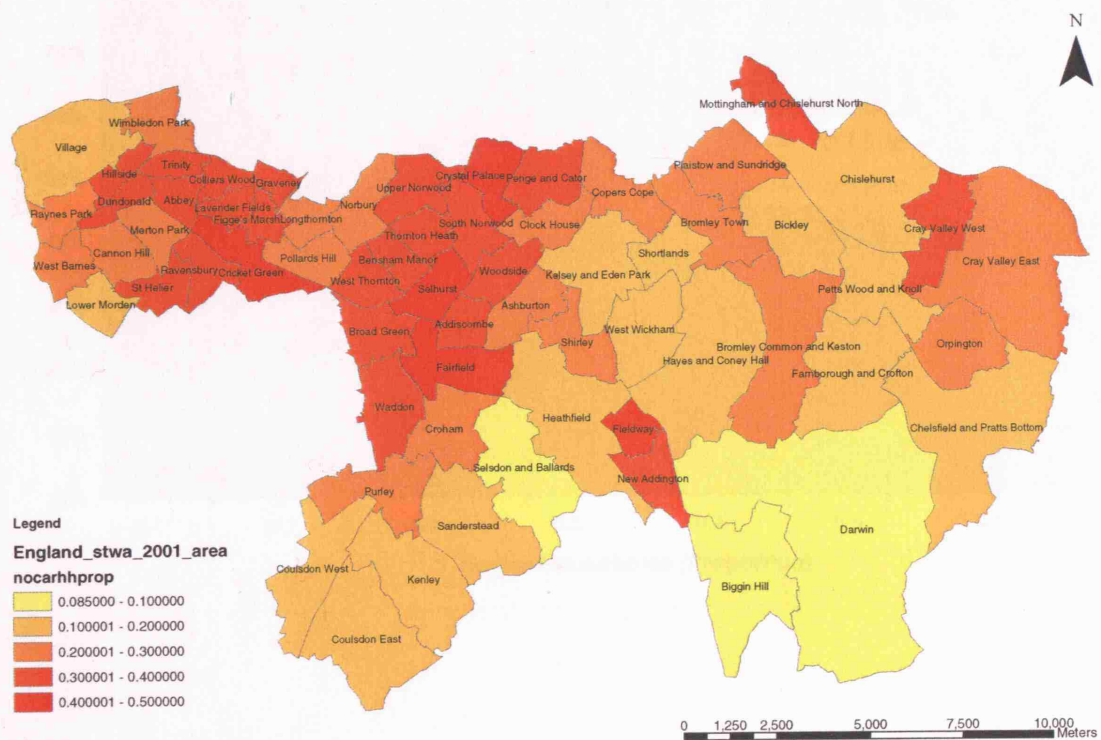 N
Mottingham and Chislehurst North
Wimbledon Park
Village
Hillside
Trinity
Colliers Wood
Graveney
Dundonald
Abbey
Lavender Fields
Raynes Park
Figge's Marsh
Longthornton
Merton Park
Cannon Hill
West Barnes
Ravensbury
Cricket Green
Pollards Hill
St Helier
Lower Morden
Norbury
Upper Norwood
Crystal Palace
Penge and Cator
Copers Cope
Plaistow and Sundridge
Chislehurst
South Norwood
Clock House
Bromley Town
Bickley
Cray Valley West
Thornton Heath
Bensham Manor
Woodside
Shortlands
Cray Valley East
West Thornton
Selhurst
Kelsey and Eden Park
Petts Wood and Knoll
Ashburton
Broad Green
Addiscombe
Shirley
West Wickham
Hayes and Coney Hall
Bromley Common and Keston
Orpington
Fairfield
Farnborough and Crofton
Waddon
Croham
Heathfield
Fieldway
Chelsfield and Pratts Bottom
Selsdon and Ballards
New Addington
Purley
Sanderstead
Darwin
Coulsdon West
Kenley
Biggin Hill
Coulsdon East
Legend
England_stwa_2001_area
nocarhhprop
0.085000 - 0.100000
0.100001 - 0.200000
0.200001 - 0.300000
0.300001 - 0.400000
0.400001 - 0.500000
0 1,250 2,500 5,000 7,500 10,000
Meters